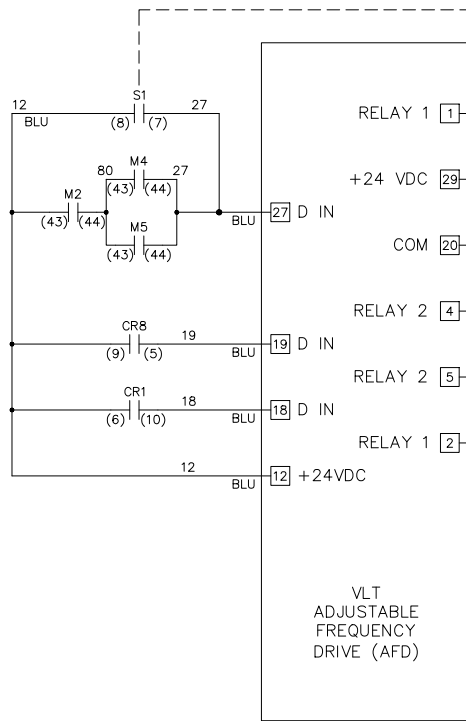 S1
12 27
BLU (8) (7)
RELAY 1 1
M4
80 27
(43) (44)
+24 VDC 29
M2
(43) (44)
BLU 27 D IN
M5
(43) (44)
COM 20
RELAY 2 4
CR8
19
(9) (5)
BLU 19 D IN
RELAY 2 5
CR1
18
(6) (10)
BLU 18 D IN
RELAY 1 2
12
BLU 12 +24VDC
VLT
ADJUSTABLE
FREQUENCY
DRIVE (AFD)